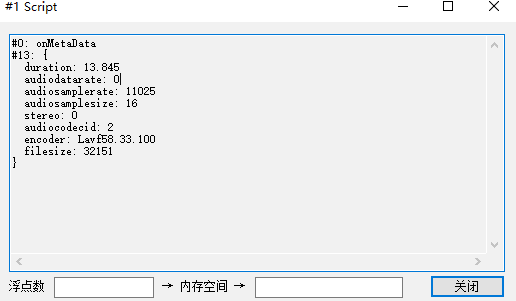 #1 Script
#0: onMetaData
#13: {
  duration: 13.845
  audiodatarate: 0
  audiosamplerate: 11025
  audiosamplesize: 16
  stereo: 0
  audiocodecid: 2
  encoder: Lavf58.33.100
  filesize: 32151
}
浮点数 → 内存空间 → 关闭